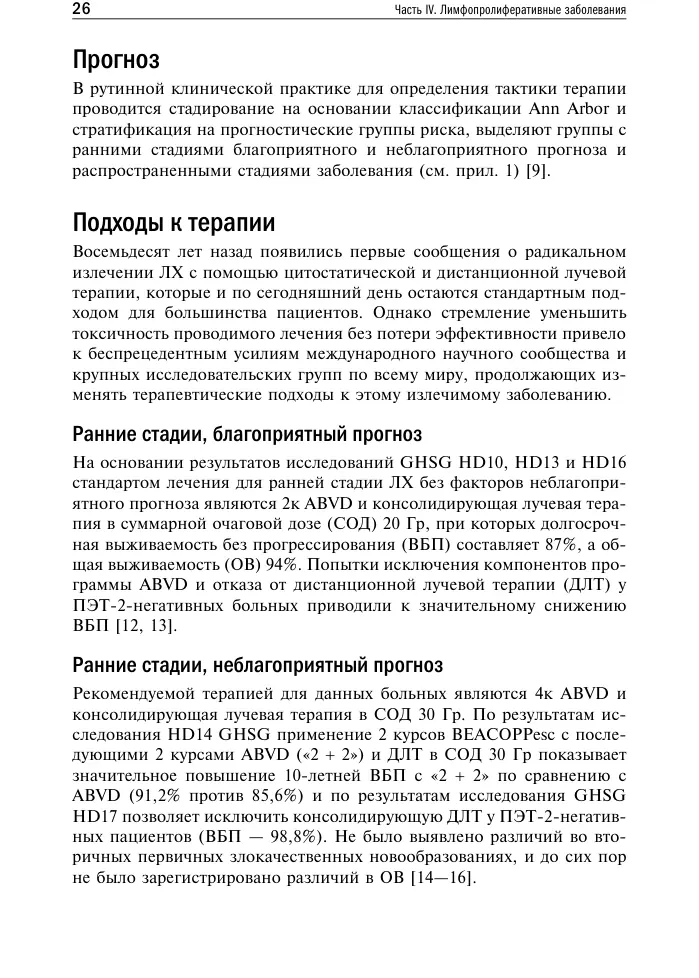 26
Часть IV. Лимфопролиферативные заболевания
Прогноз
В рутинной клинической практике для определения тактики терапии
проводится стадирование на основании классификации Ann Arbor и
стратификация на прогностические группы риска, выделяют группы с
ранними стадиями благоприятного и неблагоприятного прогноза и
распространенными стадиями заболевания (см. прил. 1) [9].
Подходы к терапии
Восемьдесят лет назад появились первые сообщения о радикальном
излечении ЛХ с помощью цитостатической и дистанционной лучевой
терапии, которые и по сегодняшний день остаются стандартным под-
ходом для большинства пациентов. Однако стремление уменьшить
токсичность проводимого лечения без потери эффективности привело
к беспрецедентным усилиям международного научного сообщества и
крупных исследовательских групп по всему миру, продолжающих из-
менять терапевтические подходы к этому излечимому заболеванию.
Ранние стадии, благоприятный прогноз
На основании результатов исследований GHSG HD10, HD13 и HD16
стандартом лечения для ранней стадии ЛХ без факторов неблагопри-
ятного прогноза являются 2к ABVD и консолидирующая лучевая тера-
пия в суммарной очаговой дозе (СОД) 20 Гр, при которых долгосроч-
ная выживаемость без прогрессирования (ВБП) составляет 87%, а об-
щая выживаемость (ОВ) 94%. Попытки исключения компонентов про-
граммы ABVD и отказа от дистанционной лучевой терапии (ДЛТ) у
ПЭТ-2-негативных больных приводили к значительному снижению
ВБП [12, 13].
Ранние стадии, неблагоприятный прогноз
Рекомендуемой терапией для данных больных являются 4к ABVD и
консолидирующая лучевая терапия в СОД 30 Гр. По результатам ис-
следования HD14 GHSG применение 2 курсов BEACOPPesc с после-
дующими 2 курсами ABVD («2 + 2») и ДЛТ в СОД 30 Гр показывает
значительное повышение 10-летней ВБП с «2 + 2» по сравнению с
ABVD (91,2% против 85,6%) и по результатам исследования GHSG
HD17 позволяет исключить консолидирующую ДЛТ у ПЭТ-2-негатив-
ных пациентов (ВБП — 98,8%). Не было выявлено различий во вто-
ричных первичных злокачественных новообразованиях, и до сих пор
не было зарегистрировано различий в ОВ [14—16].